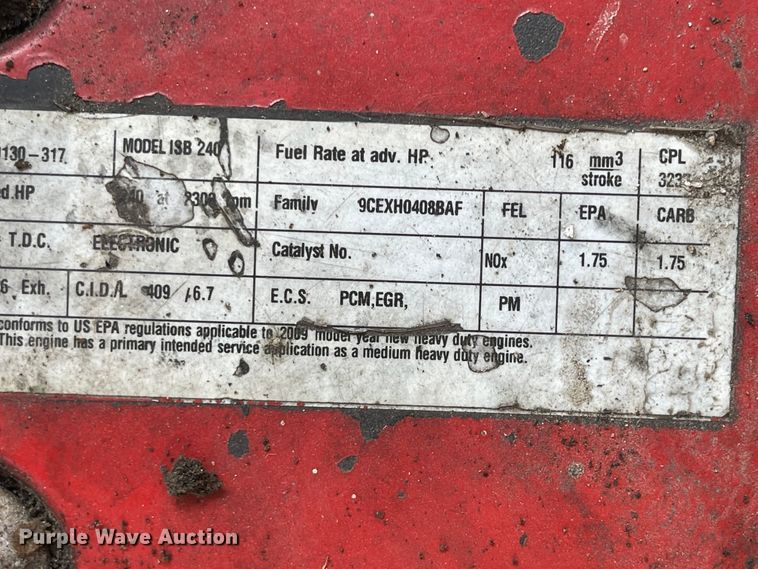 130-317 MODEL ISB 240 Fuel Rate at adv. HP 116 mm3 stroke CPL
HP at 2300 Family 9CEXH0408BAF FEL EPA CARB
T.D.C. ELECTRONIC Catalyst No. NOx 1.75 1.75
6 Exh. C.I.D./L 409 /6.7 E.C.S. PCM,EGR, PM
conforms to US EPA regulations applicable to 2009 model year new heavy duty engines.
This engine has a primary intended service application as a medium heavy duty engine.
Purple Wave Auction